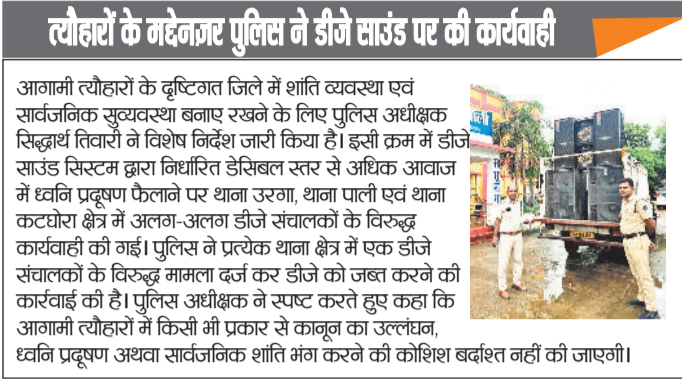 त्यौहारों के मद्देनज़र पुलिस ने डीजे साउंड पर की कार्यवाही
आगामी त्यौहारों के दृष्टिगत जिले में शांति व्यवस्था एवं
सार्वजनिक सुव्यवस्था बनाए रखने के लिए पुलिस अधीक्षक
सिद्धार्थ तिवारी ने विशेष निर्देश जारी किया है। इसी क्रम में डीजे
साउंड सिस्टम द्वारा निर्धारित डेसिबल स्तर से अधिक आवाज
में ध्वनि प्रदूषण फैलाने पर थाना उरगा, थाना पाली एवं थाना
कटघोरा क्षेत्र में अलग-अलग डीजे संचालकों के विरुद्ध
कार्यवाही की गई। पुलिस ने प्रत्येक थाना क्षेत्र में एक डीजे
संचालकों के विरुद्ध मामला दर्ज कर डीजे को जब्त करने की
कार्रवाई की है। पुलिस अधीक्षक ने स्पष्ट करते हुए कहा कि
आगामी त्यौहारों में किसी भी प्रकार से कानून का उल्लंघन,
ध्वनि प्रदूषण अथवा सार्वजनिक शांति भंग करने की कोशिश बर्दाश्त नहीं की जाएगी।